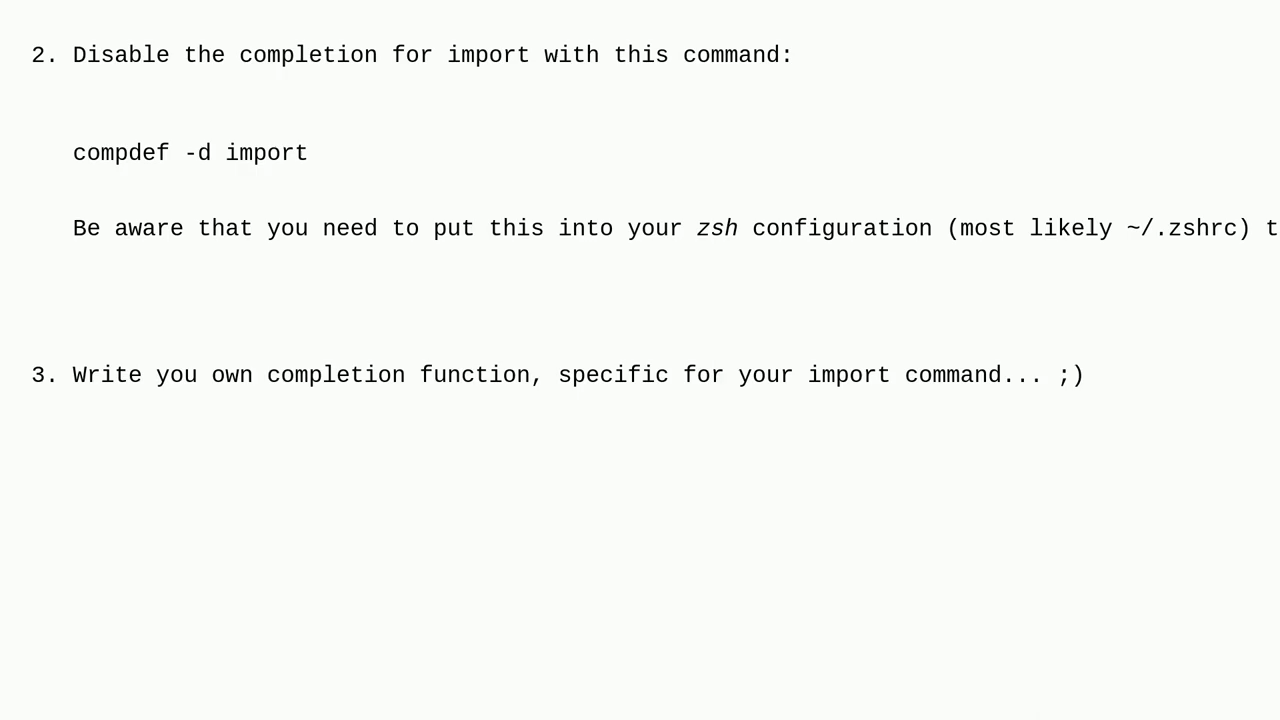 2. Disable the completion for import with this command:
compdef -d import
Be aware that you need to put this into your zsh configuration (most likely ~/.zshrc) t
3. Write you own completion function, specific for your import command... ;)